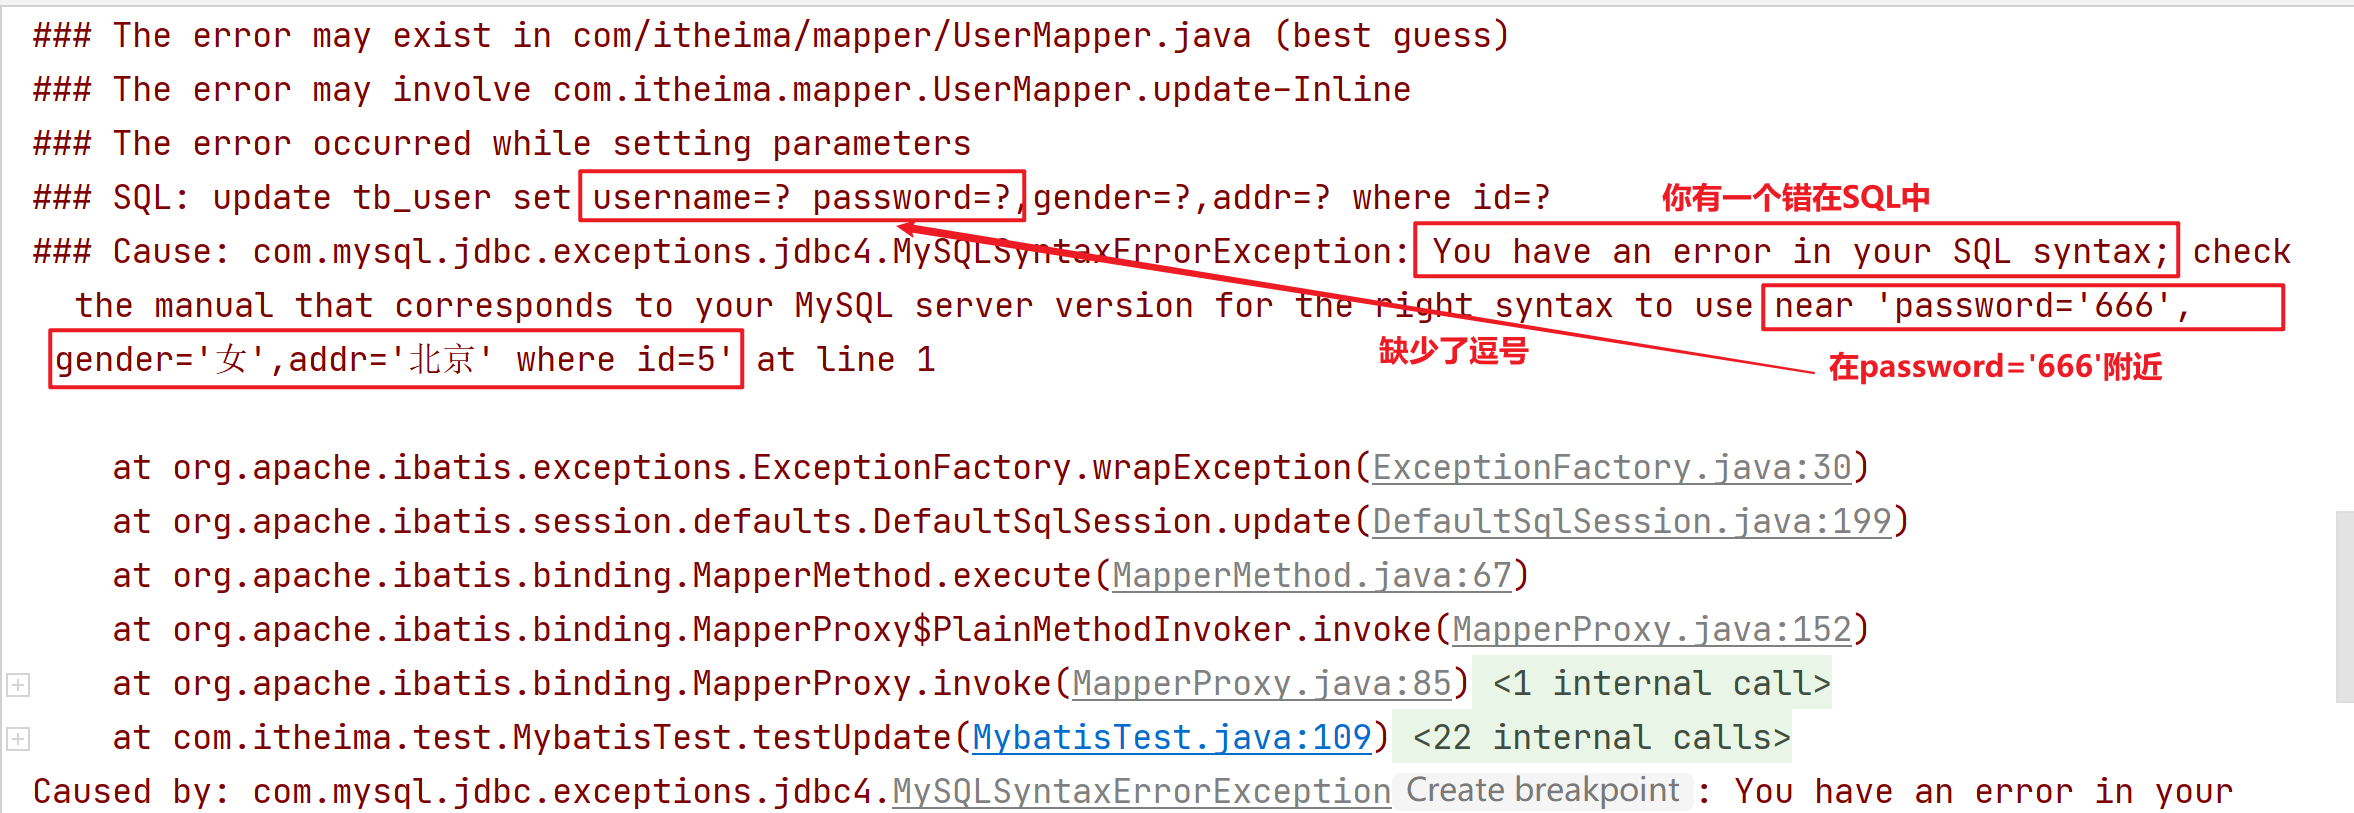 ### The error may exist in com/itheima/mapper/UserMapper.java (best guess)
### The error may involve com.itheima.mapper.UserMapper.update-Inline
### The error occurred while setting parameters
### SQL: update tb_user set username=? password=?,gender=?,addr=? where id=?
你有一个错在SQL中
### Cause: com.mysql.jdbc.exceptions.jdbc4.MySQLSyntaxErrorException: You have an error in your SQL syntax; check
the manual that corresponds to your MySQL server version for the right syntax to use near 'password='666',
缺少了逗号
在password='666'附近
gender='女',addr='北京' where id=5' at line 1
at org.apache.ibatis.exceptions.ExceptionFactory.wrapException(ExceptionFactory.java:30)
at org.apache.ibatis.session.defaults.DefaultSqlSession.update(DefaultSqlSession.java:199)
at org.apache.ibatis.binding.MapperMethod.execute(MapperMethod.java:67)
at org.apache.ibatis.binding.MapperProxy$PlainMethodInvoker.invoke(MapperProxy.java:152)
at org.apache.ibatis.binding.MapperProxy.invoke(MapperProxy.java:85) <1 internal call>
at com.itheima.test.MybatisTest.testUpdate(MybatisTest.java:109) <22 internal calls>
Caused by: com.mysql.jdbc.exceptions.jdbc4.MySQLSyntaxErrorException Create breakpoint : You have an error in your